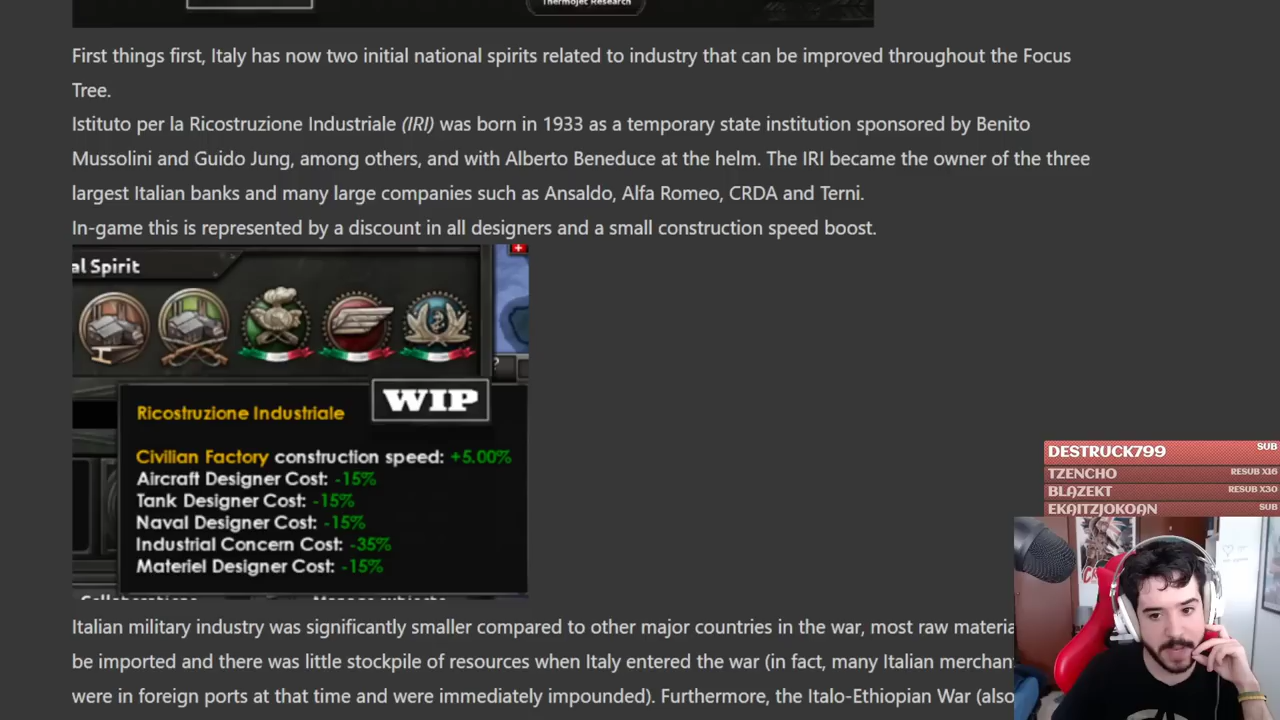 Thermojet Research
First things first, Italy has now two initial national spirits related to industry that can be improved throughout the Focus
Tree.
Istituto per la Ricostruzione Industriale (IRI) was born in 1933 as a temporary state institution sponsored by Benito
Mussolini and Guido Jung, among others, and with Alberto Beneduce at the helm. The IRI became the owner of the three
largest Italian banks and many large companies such as Ansaldo, Alfa Romeo, CRDA and Terni.
In-game this is represented by a discount in all designers and a small construction speed boost.
al Spirit
?
WIP
Ricostruzione Industriale
Civilian Factory construction speed: +5.00%
Aircraft Designer Cost: -15%
Tank Designer Cost: -15%
Naval Designer Cost: -15%
Industrial Concern Cost: -35%
Materiel Designer Cost: -15%
DESTRUCK799 SUB
TZENCHO RESUB X16
BLAZEKT RESUB X30
EKAITZJOKOAN SUB
Italian military industry was significantly smaller compared to other major countries in the war, most raw materia
be imported and there was little stockpile of resources when Italy entered the war (in fact, many Italian merchan
were in foreign ports at that time and were immediately impounded). Furthermore, the Italo-Ethiopian War (also